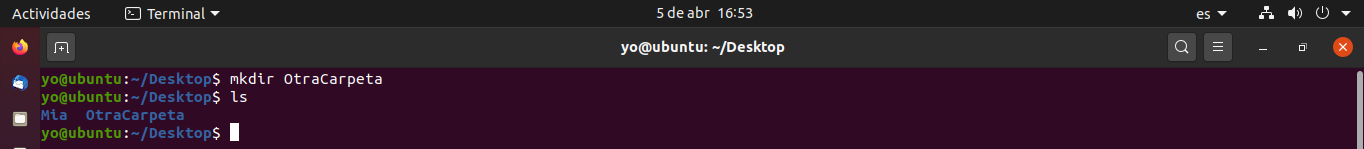 Actividades Terminal 5 de abr 16:53 es
yo@ubuntu: ~/Desktop
yo@ubuntu:~/Desktop$ mkdir OtraCarpeta
yo@ubuntu:~/Desktop$ ls
Mia OtraCarpeta
yo@ubuntu:~/Desktop$